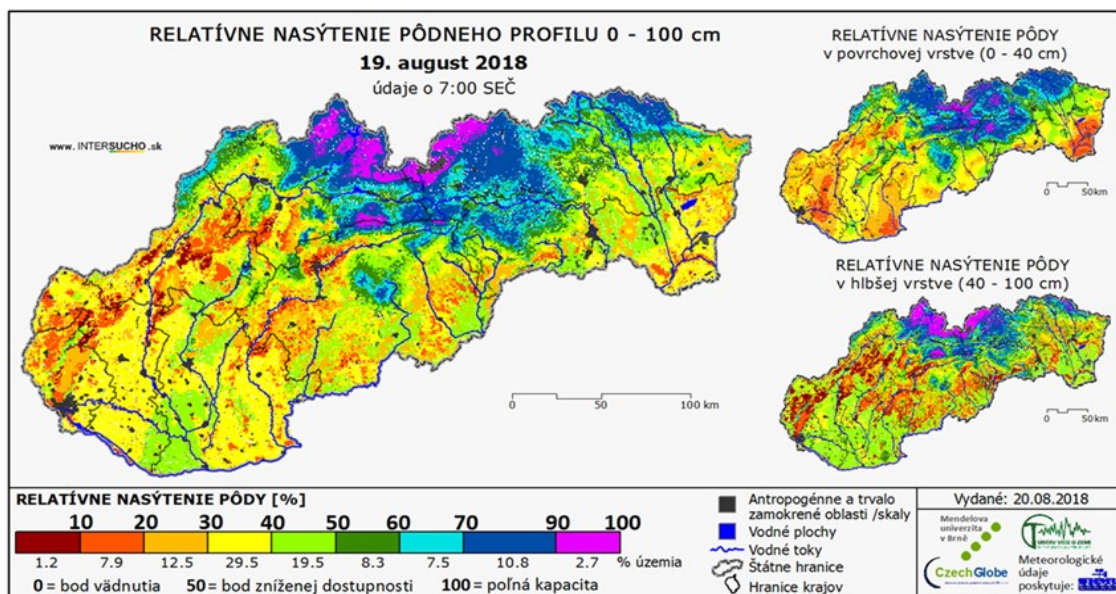 RELATÍVNE NASÝTENIE PÔDNEHO PROFILU 0 - 100 cm
19. august 2018
údaje o 7:00 SEČ
www. INTERSUCHO.sk
0 50 100 km
RELATÍVNE NASÝTENIE PÔDY
v povrchovej vrstve (0 - 40 cm)
0 50km
RELATÍVNE NASÝTENIE PÔDY
v hlbšej vrstve (40 - 100 cm)
0 50km
RELATÍVNE NASÝTENIE PÔDY [%]
10 20 30 40 50 60 70 90 100
1.2 7.9 12.5 29.5 19.5 8.3 7.5 10.8 2.7 % územia
0 = bod vädnutia 50 = bod zníženej dostupnosti 100 = poľná kapacita
Antropogénne a trvalo
zamokrené oblasti /skaly
Vodné plochy
Vodné toky
Štátne hranice
Hranice krajov
Vydané: 20.08.2018
Mendelova
univerzita
v Brně
CzechGlobe
Meteorologické
údaje
poskytuje: